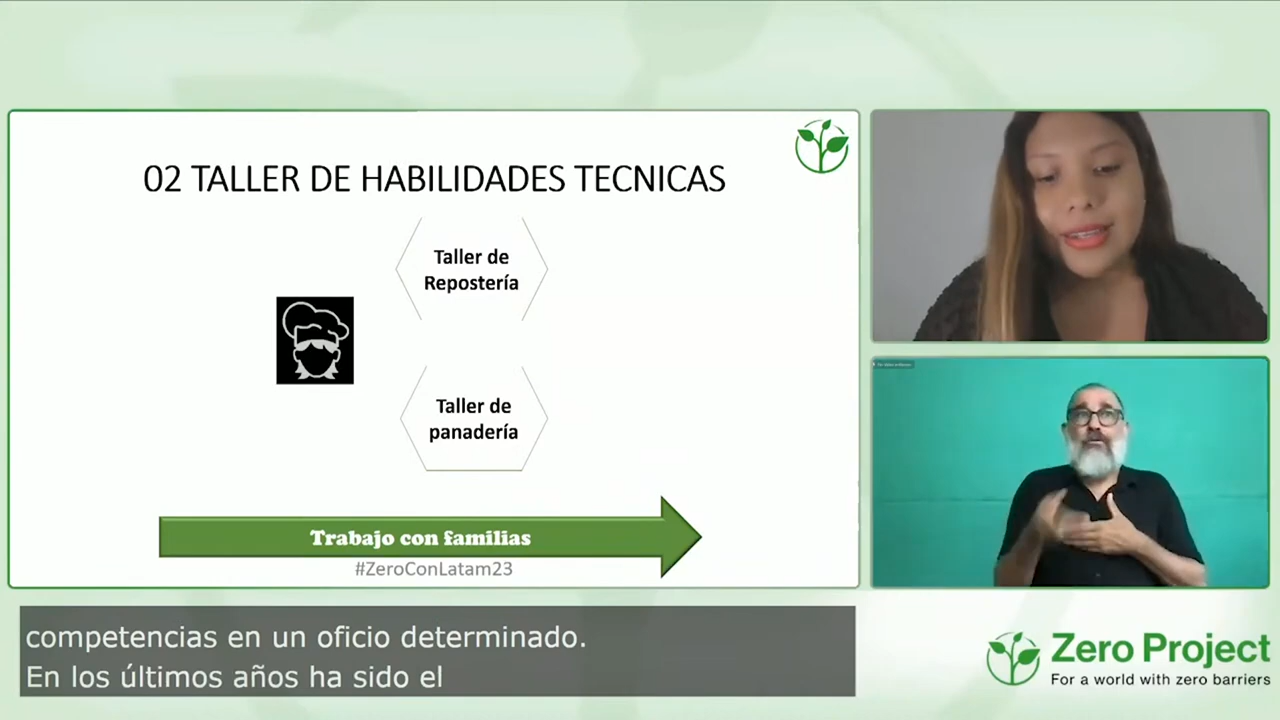 02 TALLER DE HABILIDADES TECNICAS
Taller de
Repostería
Taller de
panadería
Trabajo con familias
#ZeroConLatam23
competencias en un oficio determinado.
En los últimos años ha sido el
Zero Project
For a world with zero barriers